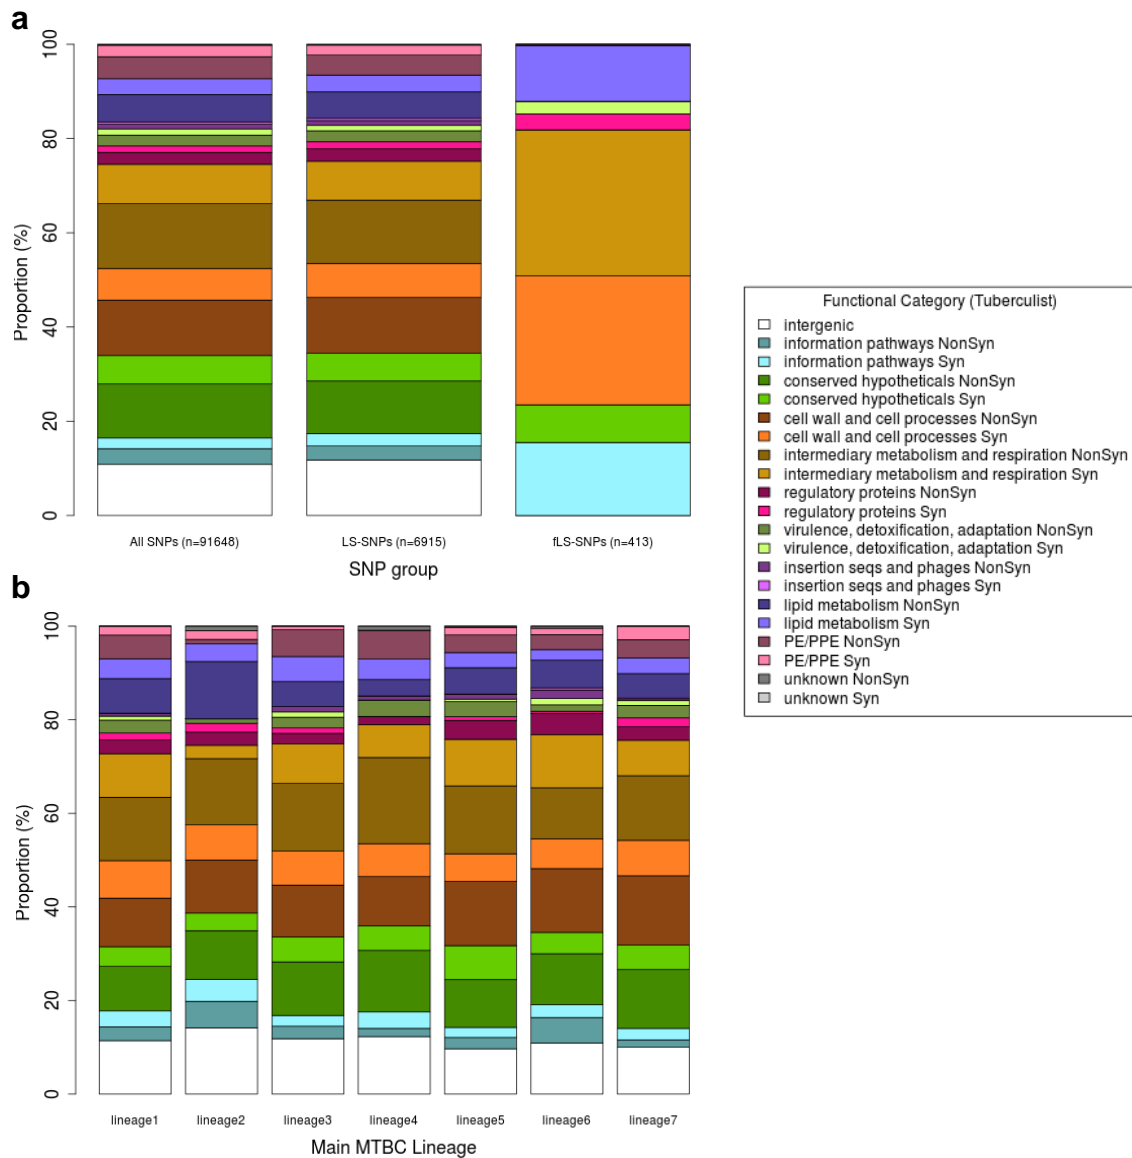 a
Proportion (%)
0
20
40
60
80
100
All SNPs (n=91648)
LS-SNPs (n=6915)
fLS-SNPs (n=413)
SNP group
Functional Category (Tuberculist)
intergenic
information pathways NonSyn
information pathways Syn
conserved hypotheticals NonSyn
conserved hypotheticals Syn
cell wall and cell processes NonSyn
cell wall and cell processes Syn
intermediary metabolism and respiration NonSyn
intermediary metabolism and respiration Syn
regulatory proteins NonSyn
regulatory proteins Syn
virulence, detoxification, adaptation NonSyn
virulence, detoxification, adaptation Syn
insertion seqs and phages NonSyn
insertion seqs and phages Syn
lipid metabolism NonSyn
lipid metabolism Syn
PE/PPE NonSyn
PE/PPE Syn
unknown NonSyn
unknown Syn
b
Proportion (%)
0
20
40
60
80
100
lineage1
lineage2
lineage3
lineage4
lineage5
lineage6
lineage7
Main MTBC Lineage